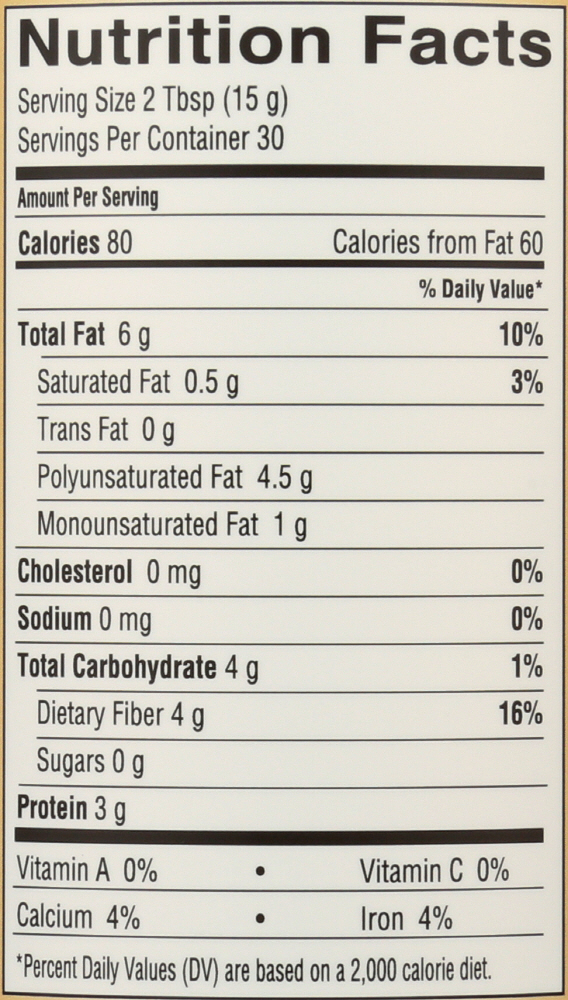 Nutrition Facts
Serving Size 2 Tbsp (15 g)
Servings Per Container 30
Amount Per Serving
Calories 80 Calories from Fat 60
% Daily Value*
Total Fat 6 g 10%
Saturated Fat 0.5 g 3%
Trans Fat 0 g
Polyunsaturated Fat 4.5 g
Monounsaturated Fat 1 g
Cholesterol 0 mg 0%
Sodium 0 mg 0%
Total Carbohydrate 4 g 1%
Dietary Fiber 4 g 16%
Sugars 0 g
Protein 3 g
Vitamin A 0% • Vitamin C 0%
Calcium 4% • Iron 4%
*Percent Daily Values (DV) are based on a 2,000 calorie diet.